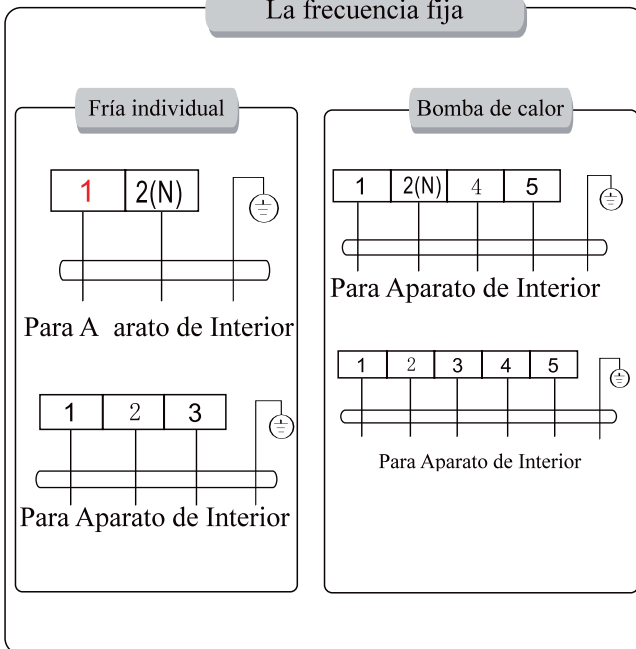 La frecuencia fija
Fría individual
1 2(N)
Para A arato de Interior
1 2 3
Para Aparato de Interior
Bomba de calor
1 2(N) 4 5
Para Aparato de Interior
1 2 3 4 5
Para Aparato de Interior